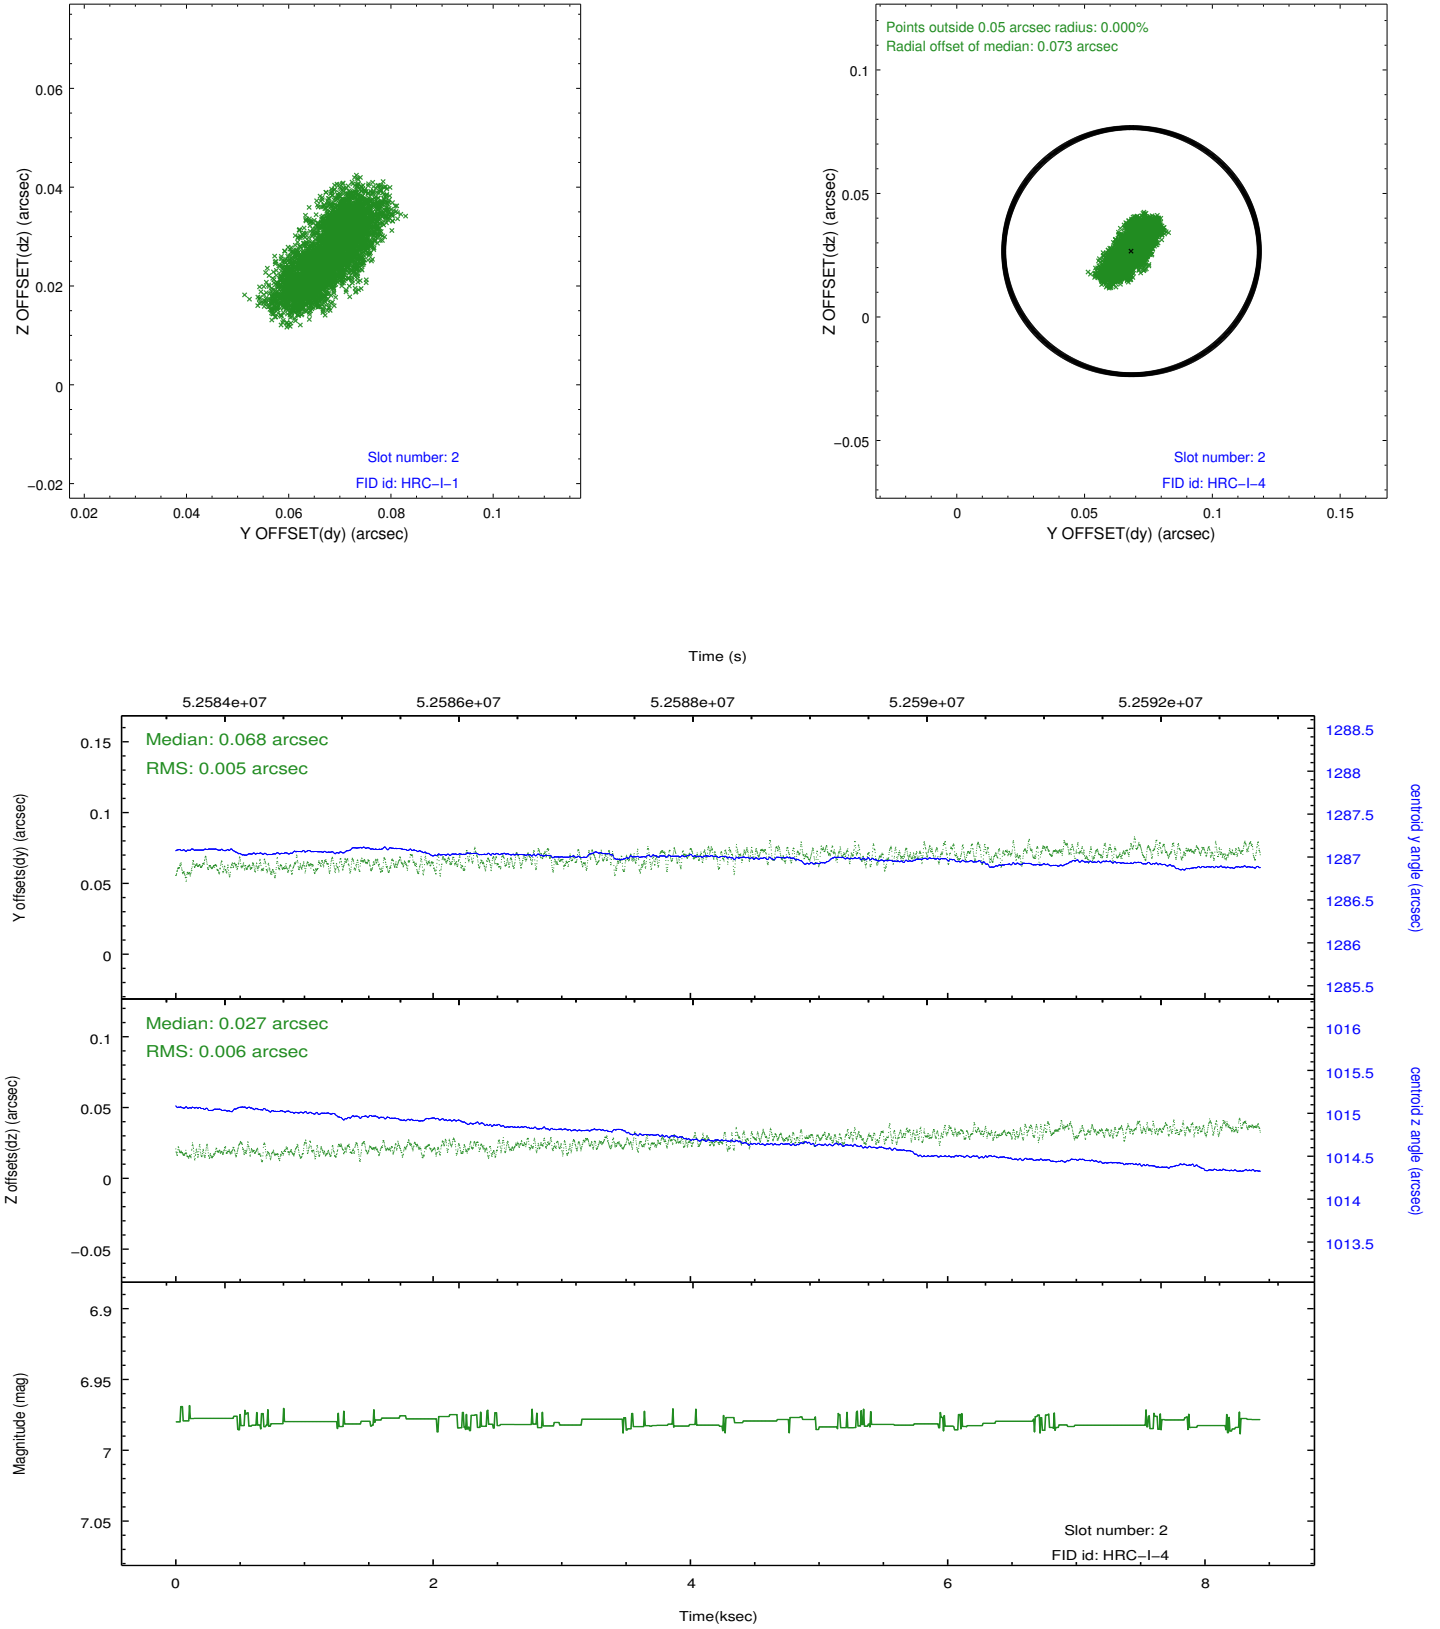 0.06
0.04
0.02
0
−0.02
Z OFFSET(dz) (arcsec)
Slot number: 2
FID id: HRC−I−1
0.02 0.04 0.06 0.08 0.1
Y OFFSET(dy) (arcsec)
Points outside 0.05 arcsec radius: 0.000%
Radial offset of median: 0.073 arcsec
0.1
0.05
0
−0.05
Z OFFSET(dz) (arcsec)
Slot number: 2
FID id: HRC−I−4
0 0.05 0.1 0.15
Y OFFSET(dy) (arcsec)
Time (s)
5.2584e+07 5.2586e+07 5.2588e+07 5.259e+07 5.2592e+07
Median: 0.068 arcsec
RMS: 0.005 arcsec
0.15
0.1
0.05
0
Y offsets(dy) (arcsec)
1288.5
1288
1287.5
1287
1286.5
1286
1285.5
centroid y angle (arcsec)
Median: 0.027 arcsec
RMS: 0.006 arcsec
0.1
0.05
0
−0.05
Z offsets(dz) (arcsec)
1016
1015.5
1015
1014.5
1014
1013.5
centroid z angle (arcsec)
6.9
6.95
7
7.05
Magnitude (mag)
Slot number: 2
FID id: HRC−I−4
0 2 4 6 8
Time(ksec)